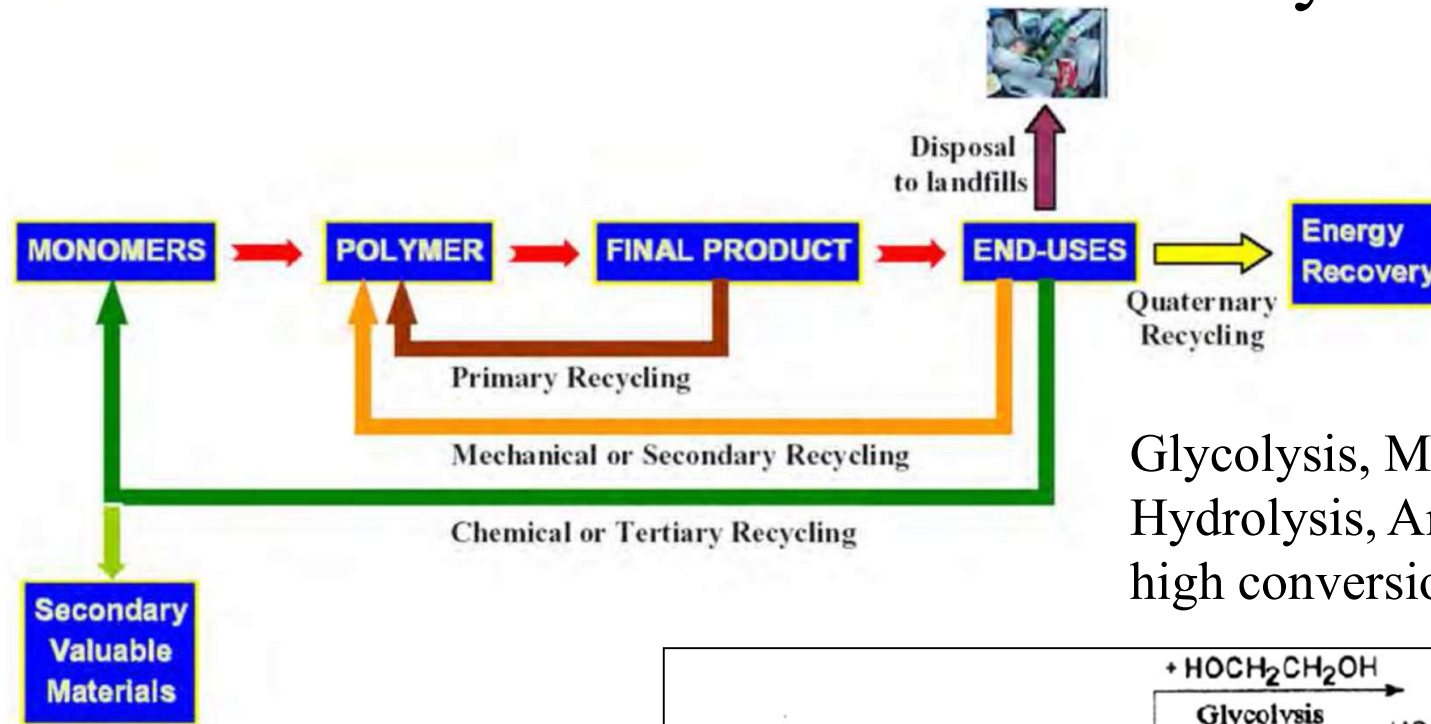 Disposal
to landfills
MONOMERS
POLYMER
FINAL PRODUCT
END-USES
Energy
Recovery
Quaternary
Recycling
Primary Recycling
Mechanical or Secondary Recycling
Chemical or Tertiary Recycling
Glycolysis, M
Hydrolysis, A
high conversi
Secondary
Valuable
Materials
+ HOCH₂CH₂OH
Glycolysis